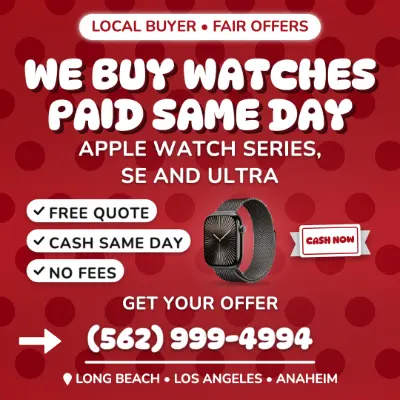 LOCAL BUYER • FAIR OFFERS
WE BUY WATCHES
PAID SAME DAY
APPLE WATCH SERIES,
SE AND ULTRA
FREE QUOTE
CASH SAME DAY
NO FEES
CASH NOW
GET YOUR OFFER
(562) 999-4994
LONG BEACH • LOS ANGELES • ANAHEIM